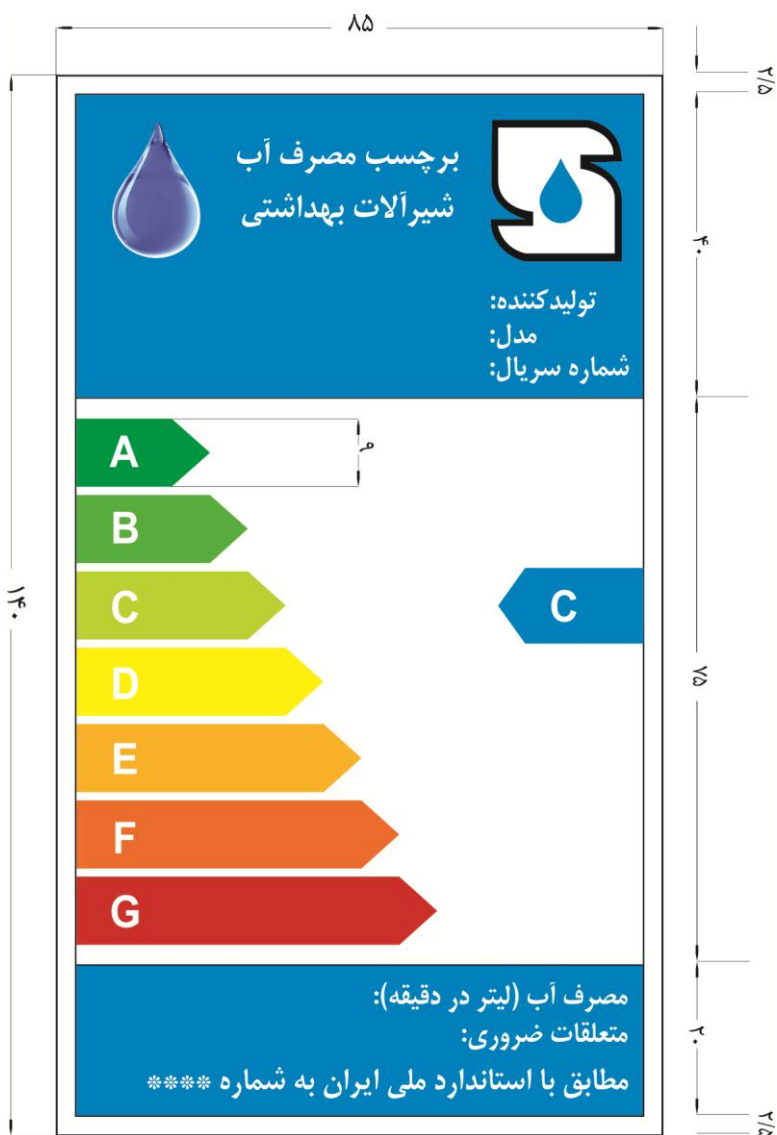 ۸۵
۲/۵
برچسب مصرف آب
شیرآلات بهداشتی
۴۰
تولیدکننده:
مدل:
شماره سریال:
A
۹
B
C
C
۱۴۰
D
۷۵
E
F
G
مصرف آب (لیتر در دقیقه):
متعلقات ضروری:
۲۰
مطابق با استاندارد ملی ایران به شماره ****
۲/۵